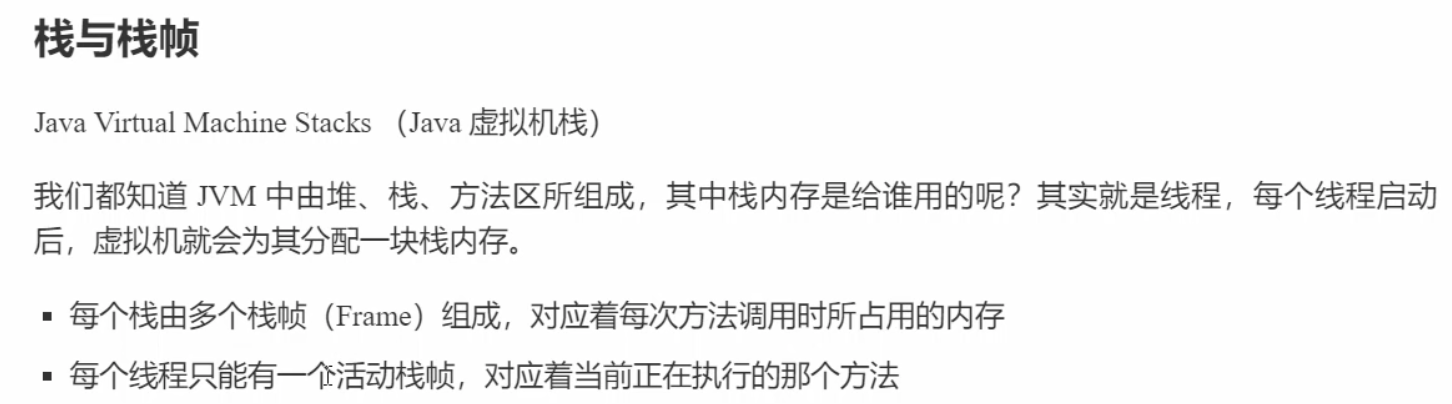 栈与栈帧
Java Virtual Machine Stacks （Java 虚拟机栈）
我们都知道 JVM 中由堆、栈、方法区所组成，其中栈内存是给谁用的呢？其实就是线程，每个线程启动
后，虚拟机就会为其分配一块栈内存。
▪ 每个栈由多个栈帧（Frame）组成，对应着每次方法调用时所占用的内存
▪ 每个线程只能有一个活动栈帧，对应着当前正在执行的那个方法